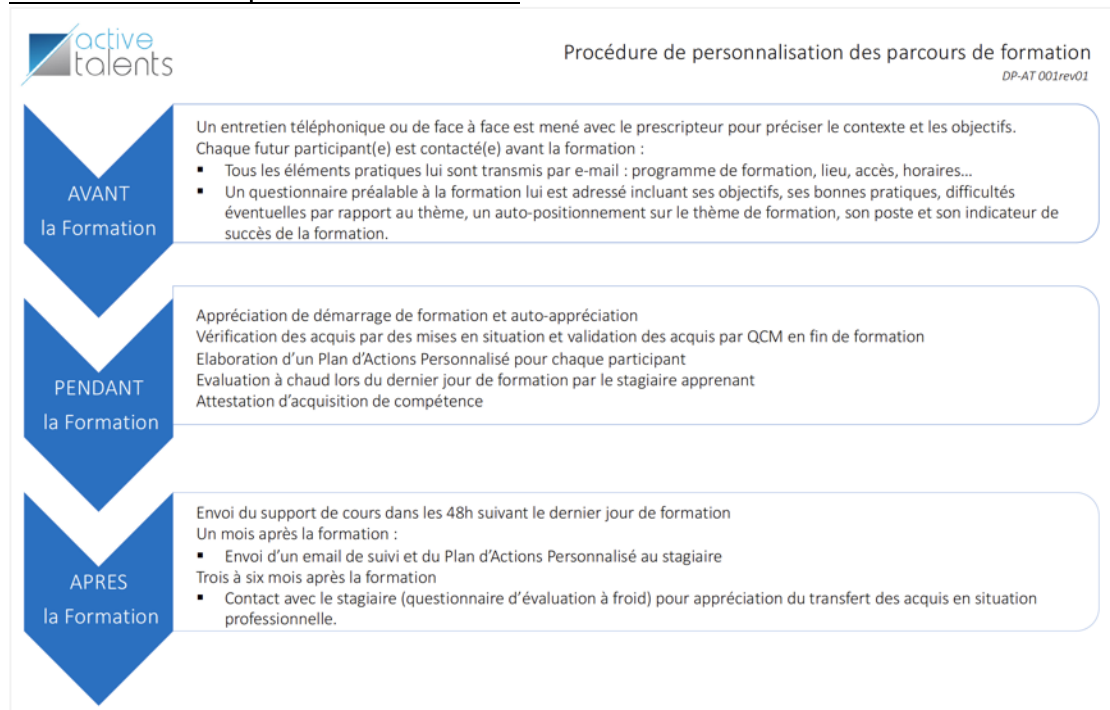 active
talents
Procédure de personnalisation des parcours de formation
DP-AT 001rev01
AVANT
la Formation
Un entretien téléphonique ou de face à face est mené avec le prescripteur pour préciser le contexte et les objectifs.
Chaque futur participant(e) est contacté(e) avant la formation :
▪ Tous les éléments pratiques lui sont transmis par e-mail : programme de formation, lieu, accès, horaires…
▪ Un questionnaire préalable à la formation lui est adressé incluant ses objectifs, ses bonnes pratiques, difficultés
éventuelles par rapport au thème, un auto-positionnement sur le thème de formation, son poste et son indicateur de
succès de la formation.
PENDANT
la Formation
Appréciation de démarrage de formation et auto-appréciation
Vérification des acquis par des mises en situation et validation des acquis par QCM en fin de formation
Elaboration d'un Plan d'Actions Personnalisé pour chaque participant
Evaluation à chaud lors du dernier jour de formation par le stagiaire apprenant
Attestation d'acquisition de compétence
APRES
la Formation
Envoi du support de cours dans les 48h suivant le dernier jour de formation
Un mois après la formation :
▪ Envoi d'un email de suivi et du Plan d'Actions Personnalisé au stagiaire
Trois à six mois après la formation
▪ Contact avec le stagiaire (questionnaire d'évaluation à froid) pour appréciation du transfert des acquis en situation
professionnelle.